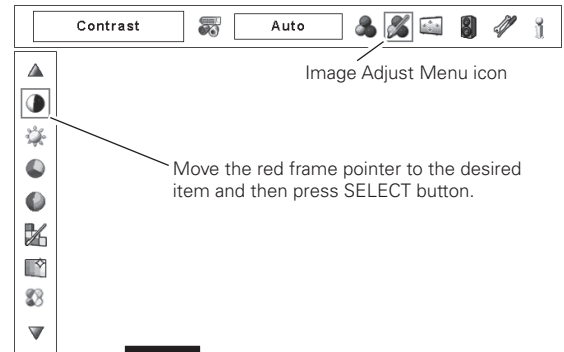 Contrast
Auto
Image Adjust Menu icon
Move the red frame pointer to the desired
item and then press SELECT button.